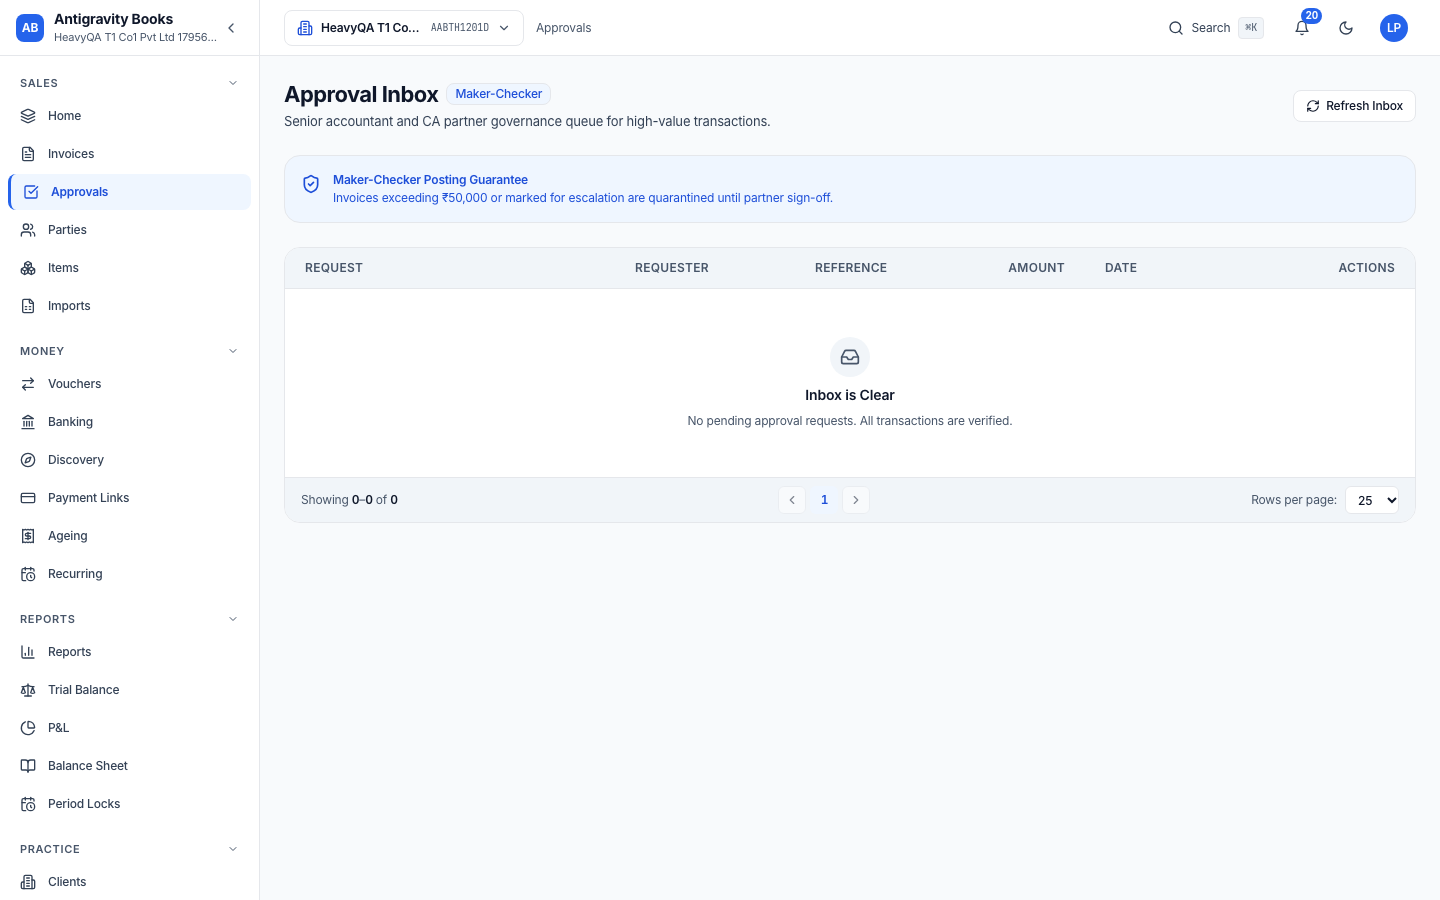 AB
Antigravity Books
HeavyQA T1 Co1 Pvt Ltd 17956...
HeavyQA T1 Co...
AABTH1201D
Approvals
Search
⌘K
20
LP
SALES
Home
Invoices
Approvals
Parties
Items
Imports
MONEY
Vouchers
Banking
Discovery
Payment Links
Ageing
Recurring
REPORTS
Reports
Trial Balance
P&L
Balance Sheet
Period Locks
PRACTICE
Clients
Approval Inbox
Maker-Checker
Senior accountant and CA partner governance queue for high-value transactions.
Refresh Inbox
Maker-Checker Posting Guarantee
Invoices exceeding ₹50,000 or marked for escalation are quarantined until partner sign-off.
REQUEST REQUESTER REFERENCE AMOUNT DATE ACTIONS
Inbox is Clear
No pending approval requests. All transactions are verified.
Showing 0–0 of 0
1
Rows per page: 25